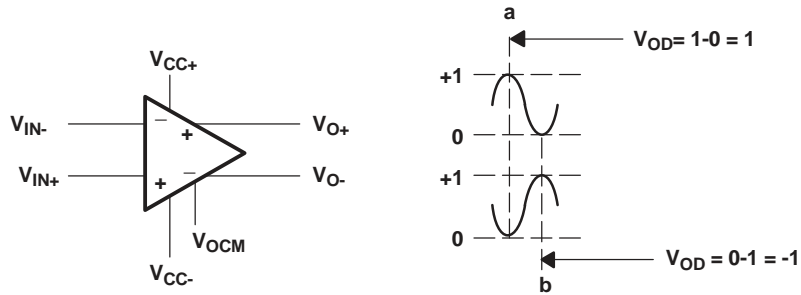 a
V_OD= 1-0 = 1
V_CC+
+1
V_IN-
–
+
V_O+
0
V_IN+
+
–
V_O-
+1
V_OCM
0
V_CC-
V_OD = 0-1 = -1
b